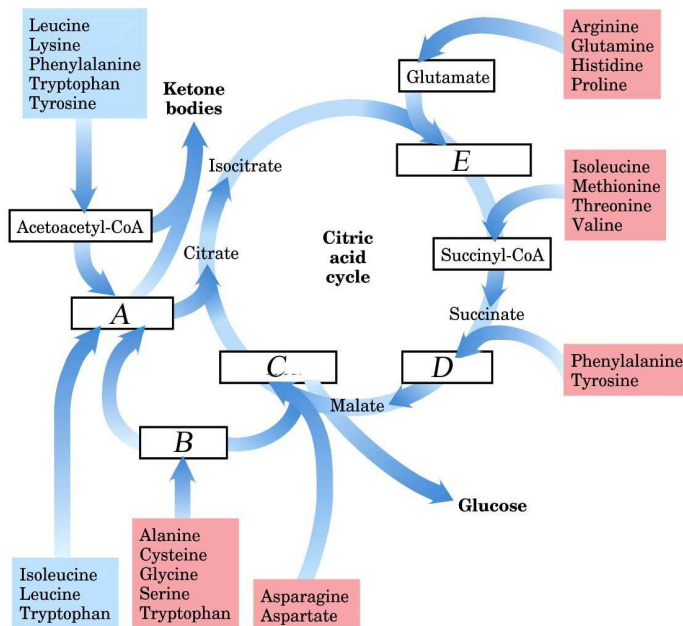 Leucine
Lysine
Phenylalanine
Tryptophan
Tyrosine
Ketone
bodies
Arginine
Glutamine
Histidine
Proline
Glutamate
E
Isocitrate
Isoleucine
Methionine
Threonine
Valine
Acetoacetyl-CoA
Citrate
Citric
acid
cycle
Succinyl-CoA
A
Succinate
C
D
Phenylalanine
Tyrosine
Malate
B
Glucose
Isoleucine
Leucine
Tryptophan
Alanine
Cysteine
Glycine
Serine
Tryptophan
Asparagine
Aspartate